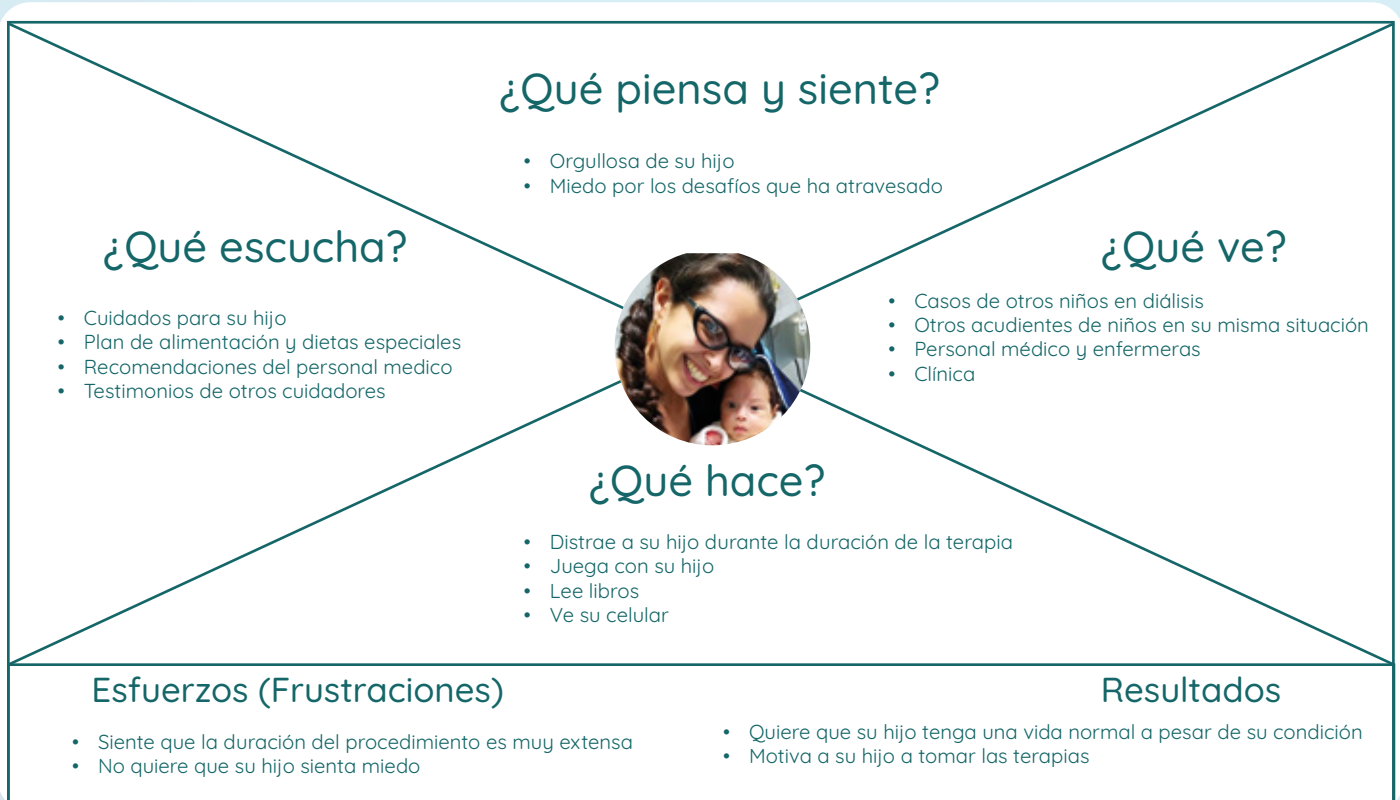 ¿Qué piensa y siente?
• Orgullosa de su hijo
• Miedo por los desafíos que ha atravesado
¿Qué escucha?
• Cuidados para su hijo
• Plan de alimentación y dietas especiales
• Recomendaciones del personal medico
• Testimonios de otros cuidadores
¿Qué ve?
• Casos de otros niños en diálisis
• Otros acudientes de niños en su misma situación
• Personal médico y enfermeras
• Clínica
¿Qué hace?
• Distrae a su hijo durante la duración de la terapia
• Juega con su hijo
• Lee libros
• Ve su celular
Esfuerzos (Frustraciones)
• Siente que la duración del procedimiento es muy extensa
• No quiere que su hijo sienta miedo
Resultados
• Quiere que su hijo tenga una vida normal a pesar de su condición
• Motiva a su hijo a tomar las terapias